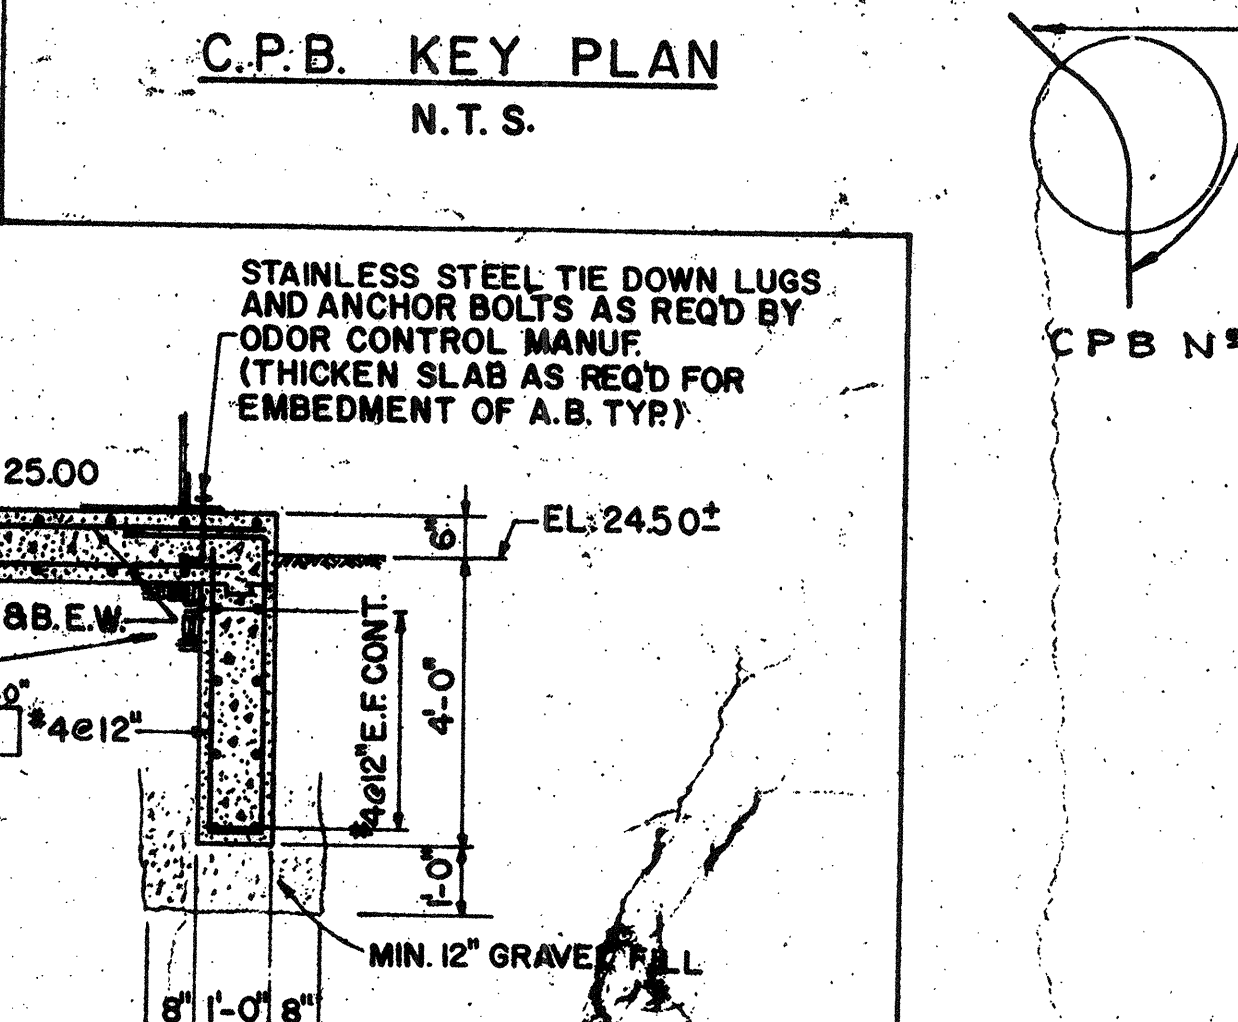 C.P.B. KEY PLAN
N.T.S.
STAINLESS STEEL TIE DOWN LUGS
AND ANCHOR BOLTS AS REQ'D BY
ODOR CONTROL MANUF.
(THICKEN SLAB AS REQ'D FOR
EMBEDMENT OF A.B. TYP.)
CPB Nº
25.00
6"
EL. 24.50±
&B.E.W.
#4@12" E.F. CONT.
4'-0"
0"
#4@12"
1'-0"
MIN. 12" GRAVEL FILL
8" 1'-0" 8"